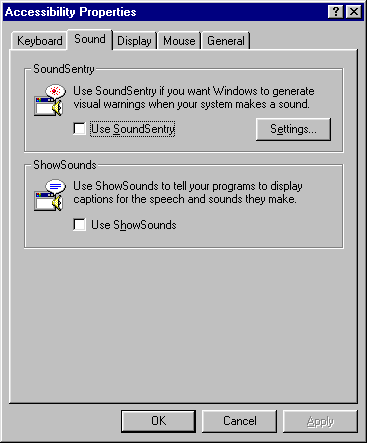 Accessibility Properties
Keyboard Sound Display Mouse General
SoundSentry
Use SoundSentry if you want Windows to generate
visual warnings when your system makes a sound.
Use SoundSentry
Settings...
ShowSounds
Use ShowSounds to tell your programs to display
captions for the speech and sounds they make.
Use ShowSounds
OK Cancel Apply